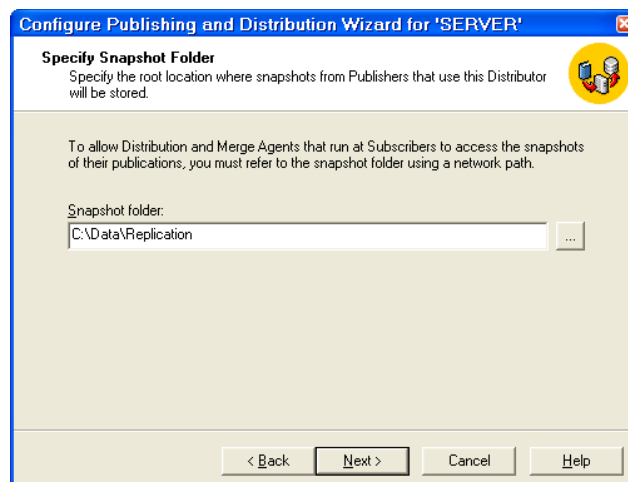 Configure Publishing and Distribution Wizard for 'SERVER'
Specify Snapshot Folder
Specify the root location where snapshots from Publishers that use this Distributor
will be stored.
To allow Distribution and Merge Agents that run at Subscribers to access the snapshots
of their publications, you must refer to the snapshot folder using a network path.
Snapshot folder:
C:\Data\Replication
...
< Back Next > Cancel Help